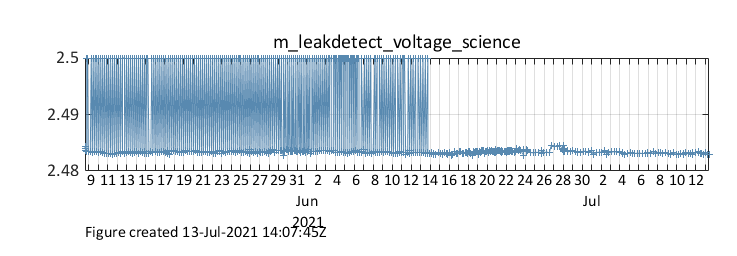 m_leakdetect_voltage_science
2.5
2.49
2.48
9 11 13 15 17 19 21 23 25 27 29 31 2 4 6 8 10 12 14 16 18 20 22 24 26 28 30 2 4 6 8 10 12
Jun Jul
2021
Figure created 13-Jul-2021 14:07:45Z